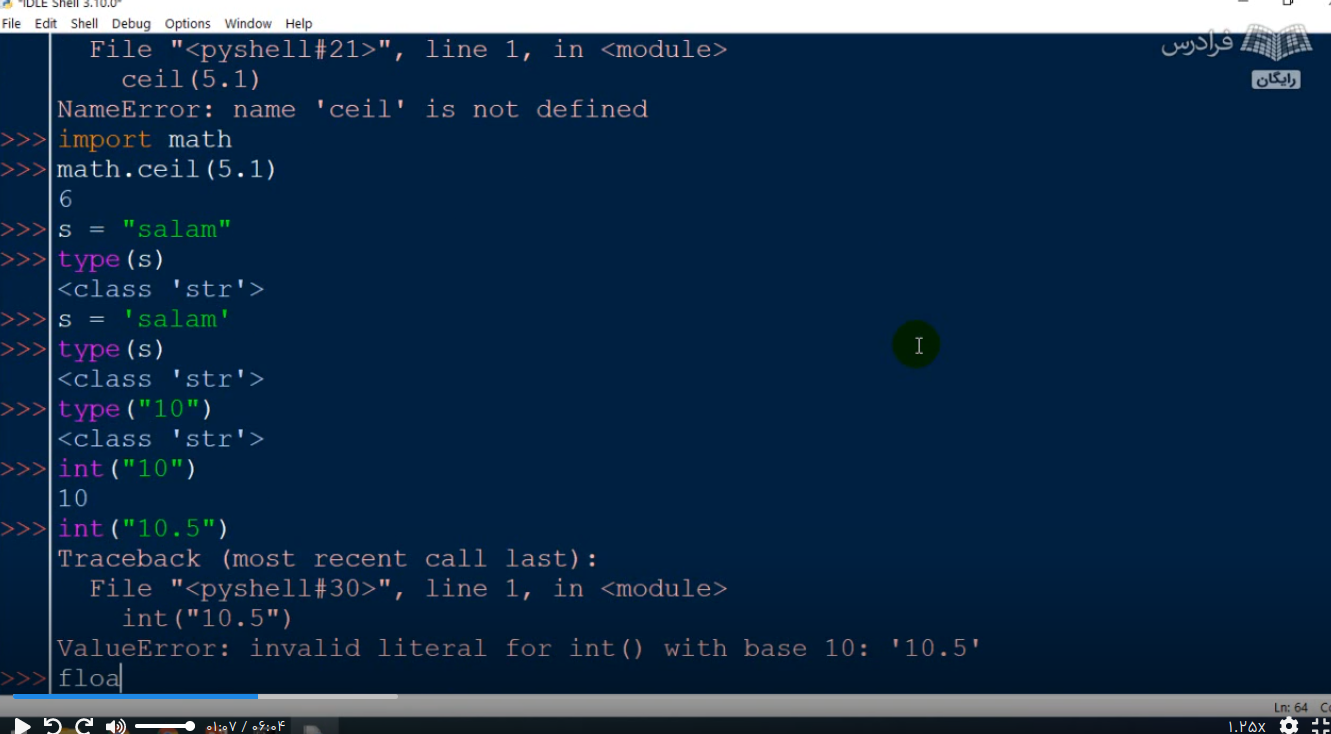 *IDLE Shell 3.10.0*
File Edit Shell Debug Options Window Help
فرادرس
رایگان
File "<pyshell#21>", line 1, in <module>
ceil(5.1)
NameError: name 'ceil' is not defined
>>> import math
>>> math.ceil(5.1)
6
>>> s = "salam"
>>> type(s)
<class 'str'>
>>> s = 'salam'
>>> type(s)
<class 'str'>
>>> type("10")
<class 'str'>
>>> int("10")
10
>>> int("10.5")
Traceback (most recent call last):
File "<pyshell#30>", line 1, in <module>
int("10.5")
ValueError: invalid literal for int() with base 10: '10.5'
>>> floa
Ln: 64
۰۱:۰۷ / ۰۶:۰۴
۱.۲۵x